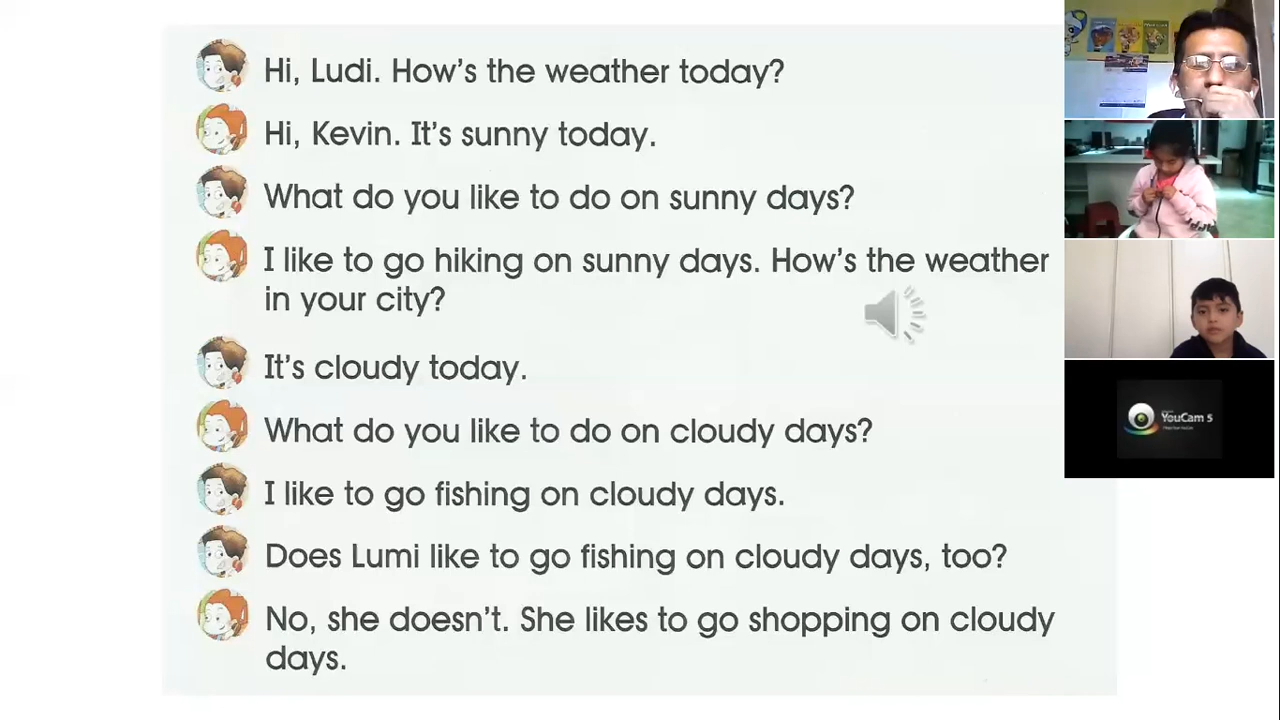 Hi, Ludi. How's the weather today?
Hi, Kevin. It's sunny today.
What do you like to do on sunny days?
I like to go hiking on sunny days. How's the weather
in your city?
It's cloudy today.
What do you like to do on cloudy days?
I like to go fishing on cloudy days.
Does Lumi like to go fishing on cloudy days, too?
No, she doesn't. She likes to go shopping on cloudy
days.
YouCam 5